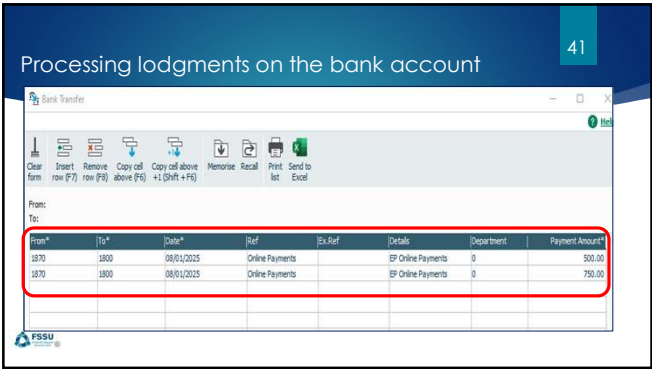 41
Processing lodgments on the bank account
Bank Transfer
Hel
Clear form
Insert row (F7)
Remove row (F8)
Copy cell above (F6)
Copy cell above +1 (Shift + F6)
Memorise
Recall
Print list
Send to Excel
From:
To:
From* To* Date* Ref Ex.Ref Details Department Payment Amount*
1870 1800 08/01/2025 Online Payments EP Online Payments 0 500.00
1870 1800 08/01/2025 Online Payments EP Online Payments 0 750.00
FSSU